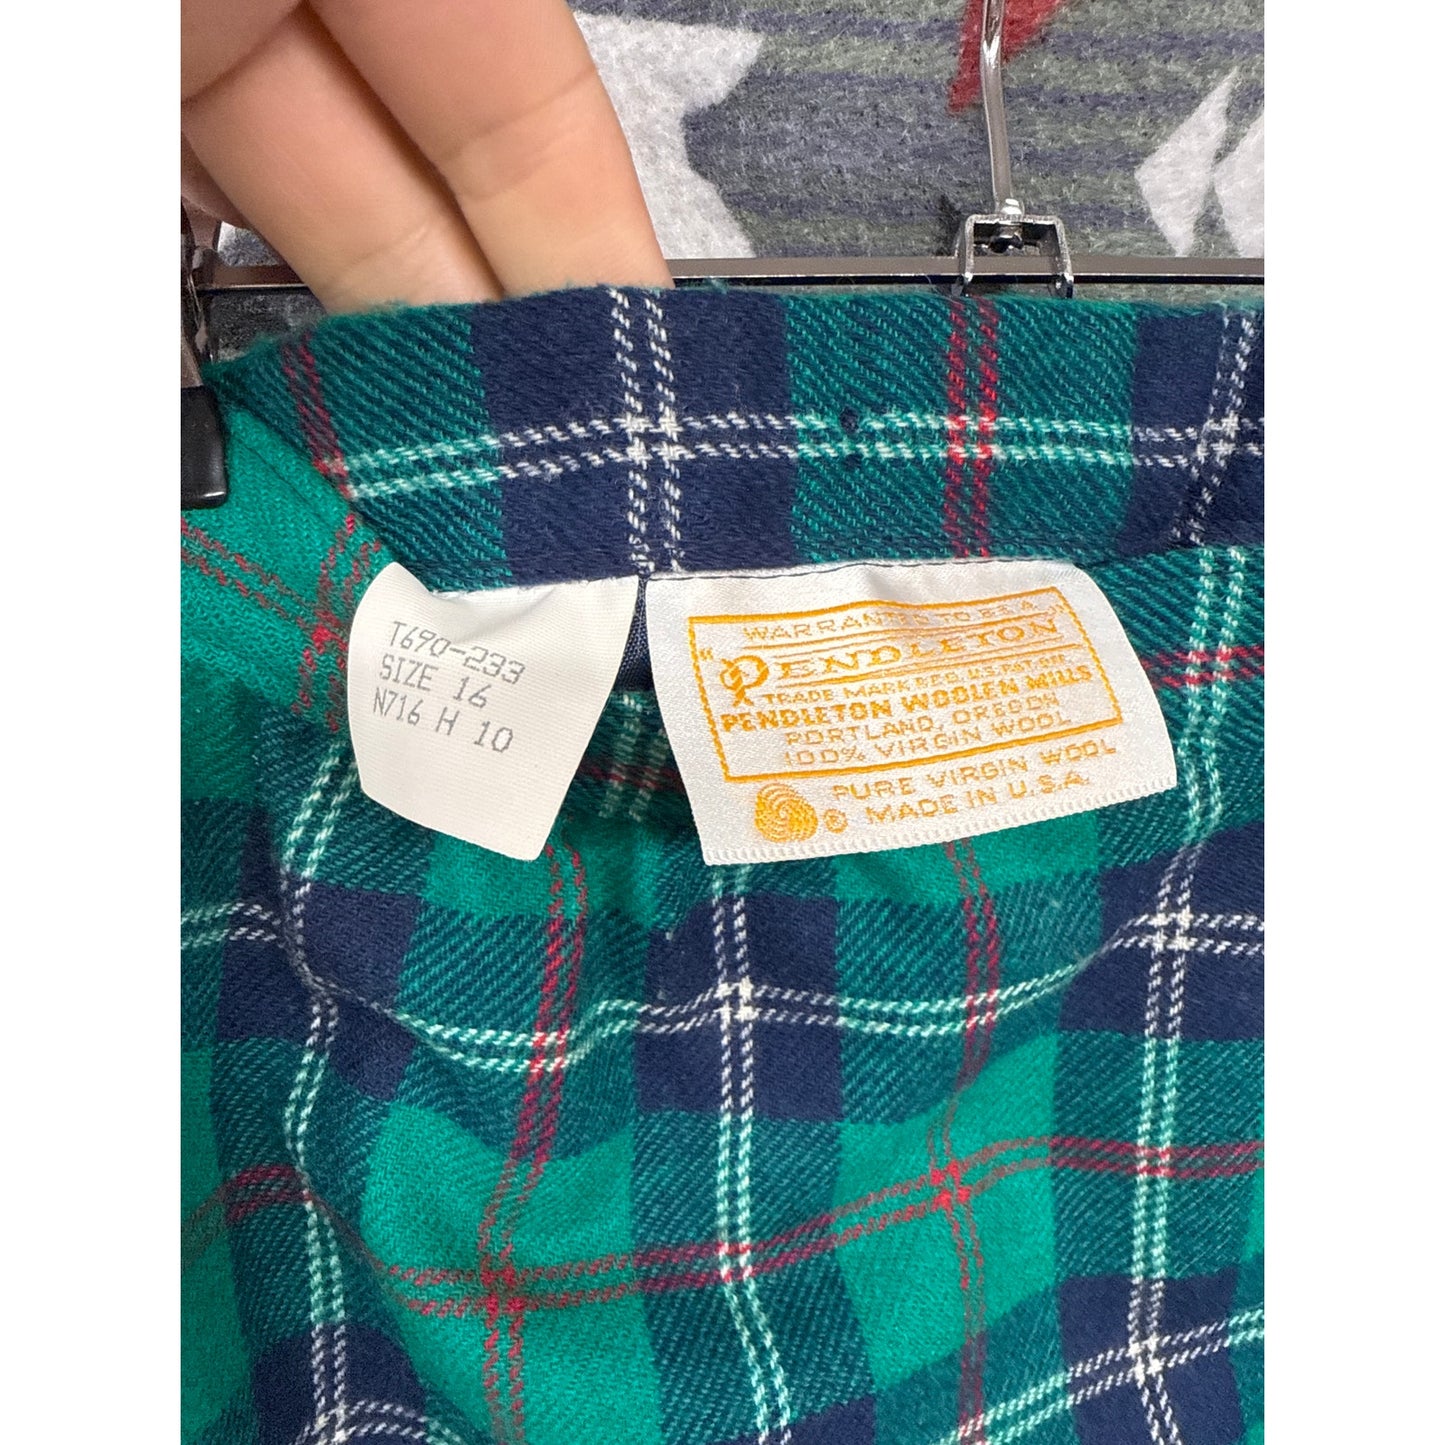 T690-233
SIZE 16
N716 H 10
WARRANTED TO BE A
"PENDLETON"
TRADE MARK REG. U.S. PAT. OFF.
PENDLETON WOOLEN MILLS
PORTLAND, OREGON
100% VIRGIN WOOL
PURE VIRGIN WOOL
® MADE IN U.S.A.